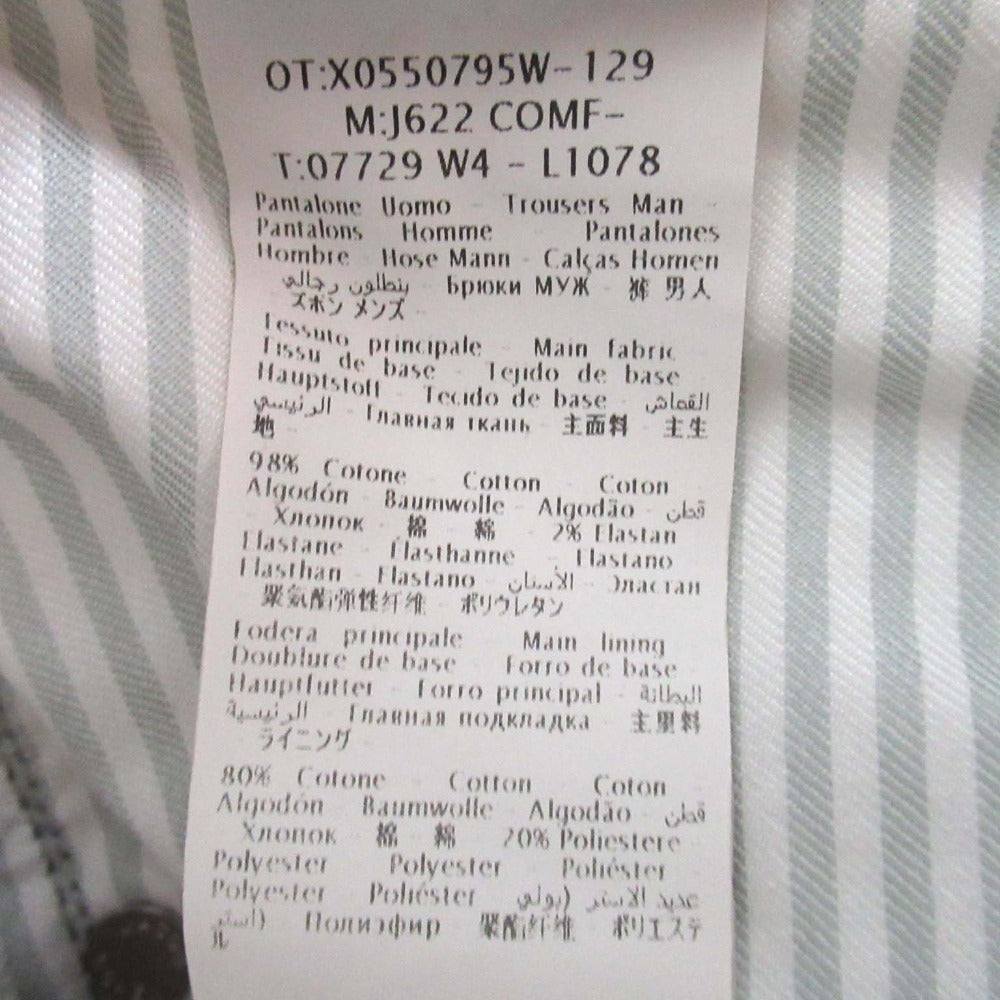 OT:X0550795W-129
M:J622 COMF-
T:07729 W4 - L1078
Pantalone Uomo - Trousers Man -
Pantalons Homme - Pantalones
Hombre - Hose Mann - Calças Homen
بنطلون رجالي - Брюки МУЖ - 裤 男人
ズボン メンズ -
Tessuto principale - Main fabric
Tissu de base - Tejido de base
Hauptstoff - Tecido de base - القماش
الرئيسي - Главная ткань - 主面料 - 主生
地 -
98% Cotone - Cotton - Coton
Algodón - Baumwolle - Algodão - قطن
- Хлопок - 棉 - 綿 - 2% Elastan
Elastane - Élasthanne - Elastano
Elasthan - Elastano - الاستان - Эластан
聚氨酯弹性纤维 - ポリウレタン
Fodera principale - Main lining
Doublure de base - Forro de base
Hauptfutter - Forro principal - البطانة
الرئيسية - Главная подкладка - 主里料
ライニング -
80% Cotone - Cotton - Coton
Algodón - Baumwolle - Algodão - قطن
Хлопок - 棉 - 綿 - 20% Poliestere
Polyester - Polyester - Poliéster
Polyester - Poliéster - عديد الاستر (بولي
استر) - Полиэфир - 聚酯纤维 - ポリエステ
ル